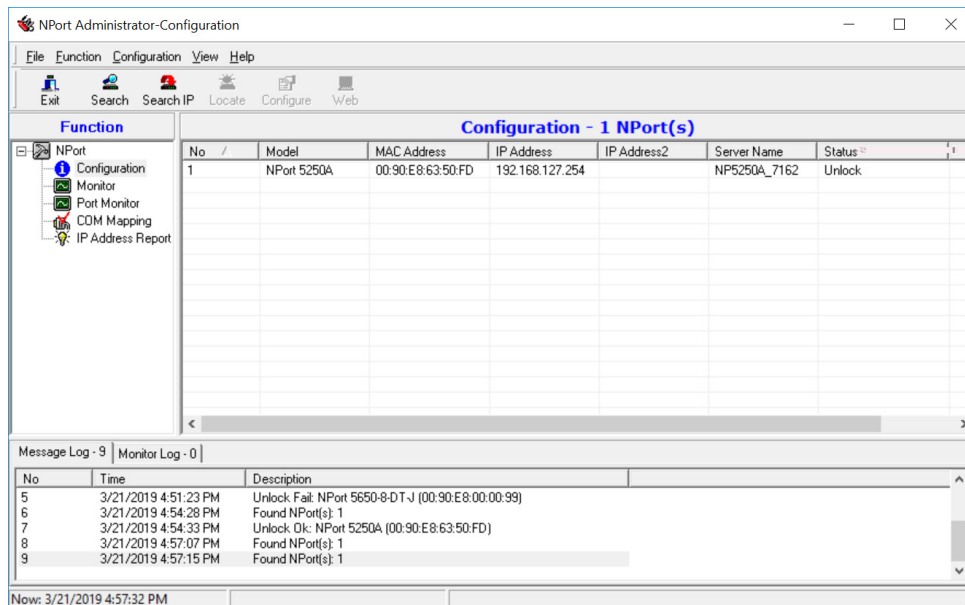 NPort Administrator-Configuration
File Function Configuration View Help
Exit Search Search IP Locate Configure Web
Function
Configuration - 1 NPort(s)
NPort
Configuration
Monitor
Port Monitor
COM Mapping
IP Address Report
No / Model MAC Address IP Address IP Address2 Server Name Status
1 NPort 5250A 00:90:E8:63:50:FD 192.168.127.254 NP5250A_7162 Unlock
Message Log - 9 Monitor Log - 0
No Time Description
5 3/21/2019 4:51:23 PM Unlock Fail: NPort 5650-8-DT-J (00:90:E8:00:00:99)
6 3/21/2019 4:54:28 PM Found NPort(s): 1
7 3/21/2019 4:54:33 PM Unlock Ok: NPort 5250A (00:90:E8:63:50:FD)
8 3/21/2019 4:57:07 PM Found NPort(s): 1
9 3/21/2019 4:57:15 PM Found NPort(s): 1
Now: 3/21/2019 4:57:32 PM